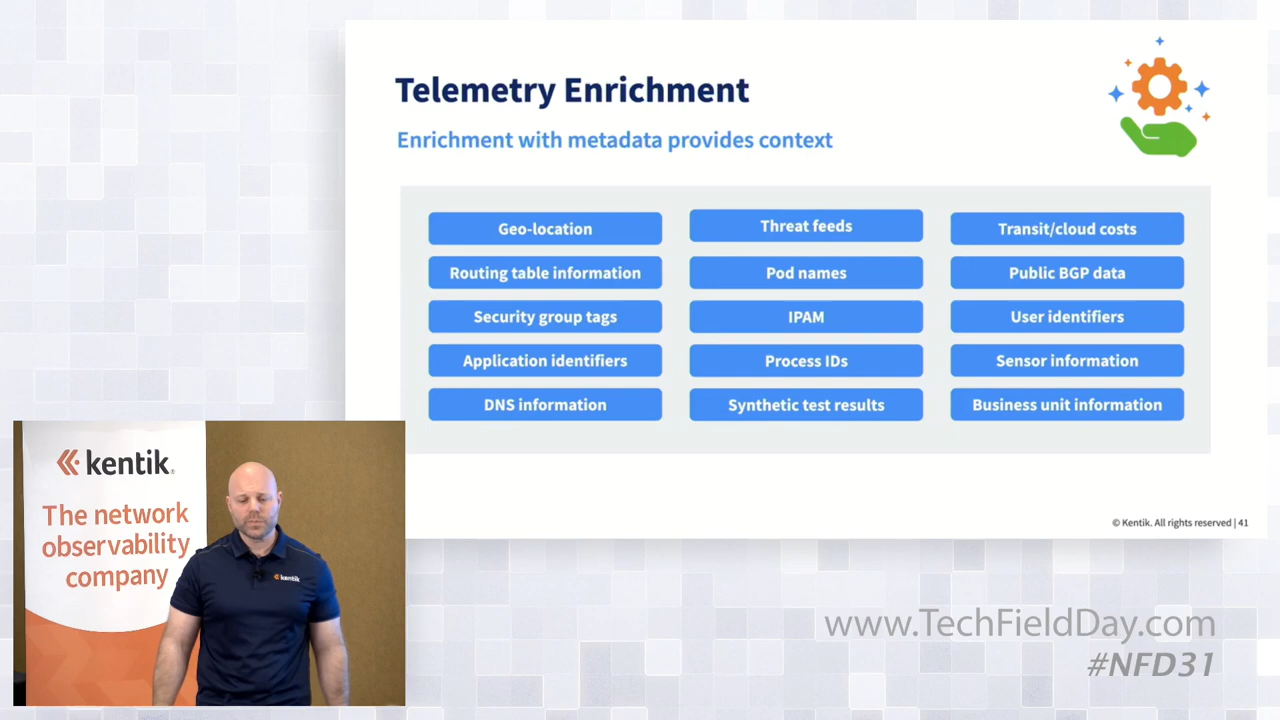 Telemetry Enrichment
Enrichment with metadata provides context
Geo-location
Threat feeds
Transit/cloud costs
Routing table information
Pod names
Public BGP data
Security group tags
IPAM
User identifiers
Application identifiers
Process IDs
Sensor information
DNS information
Synthetic test results
Business unit information
© Kentik. All rights reserved | 41
kentik
The network
observability
company
kentik
www.TechFieldDay.com
#NFD31